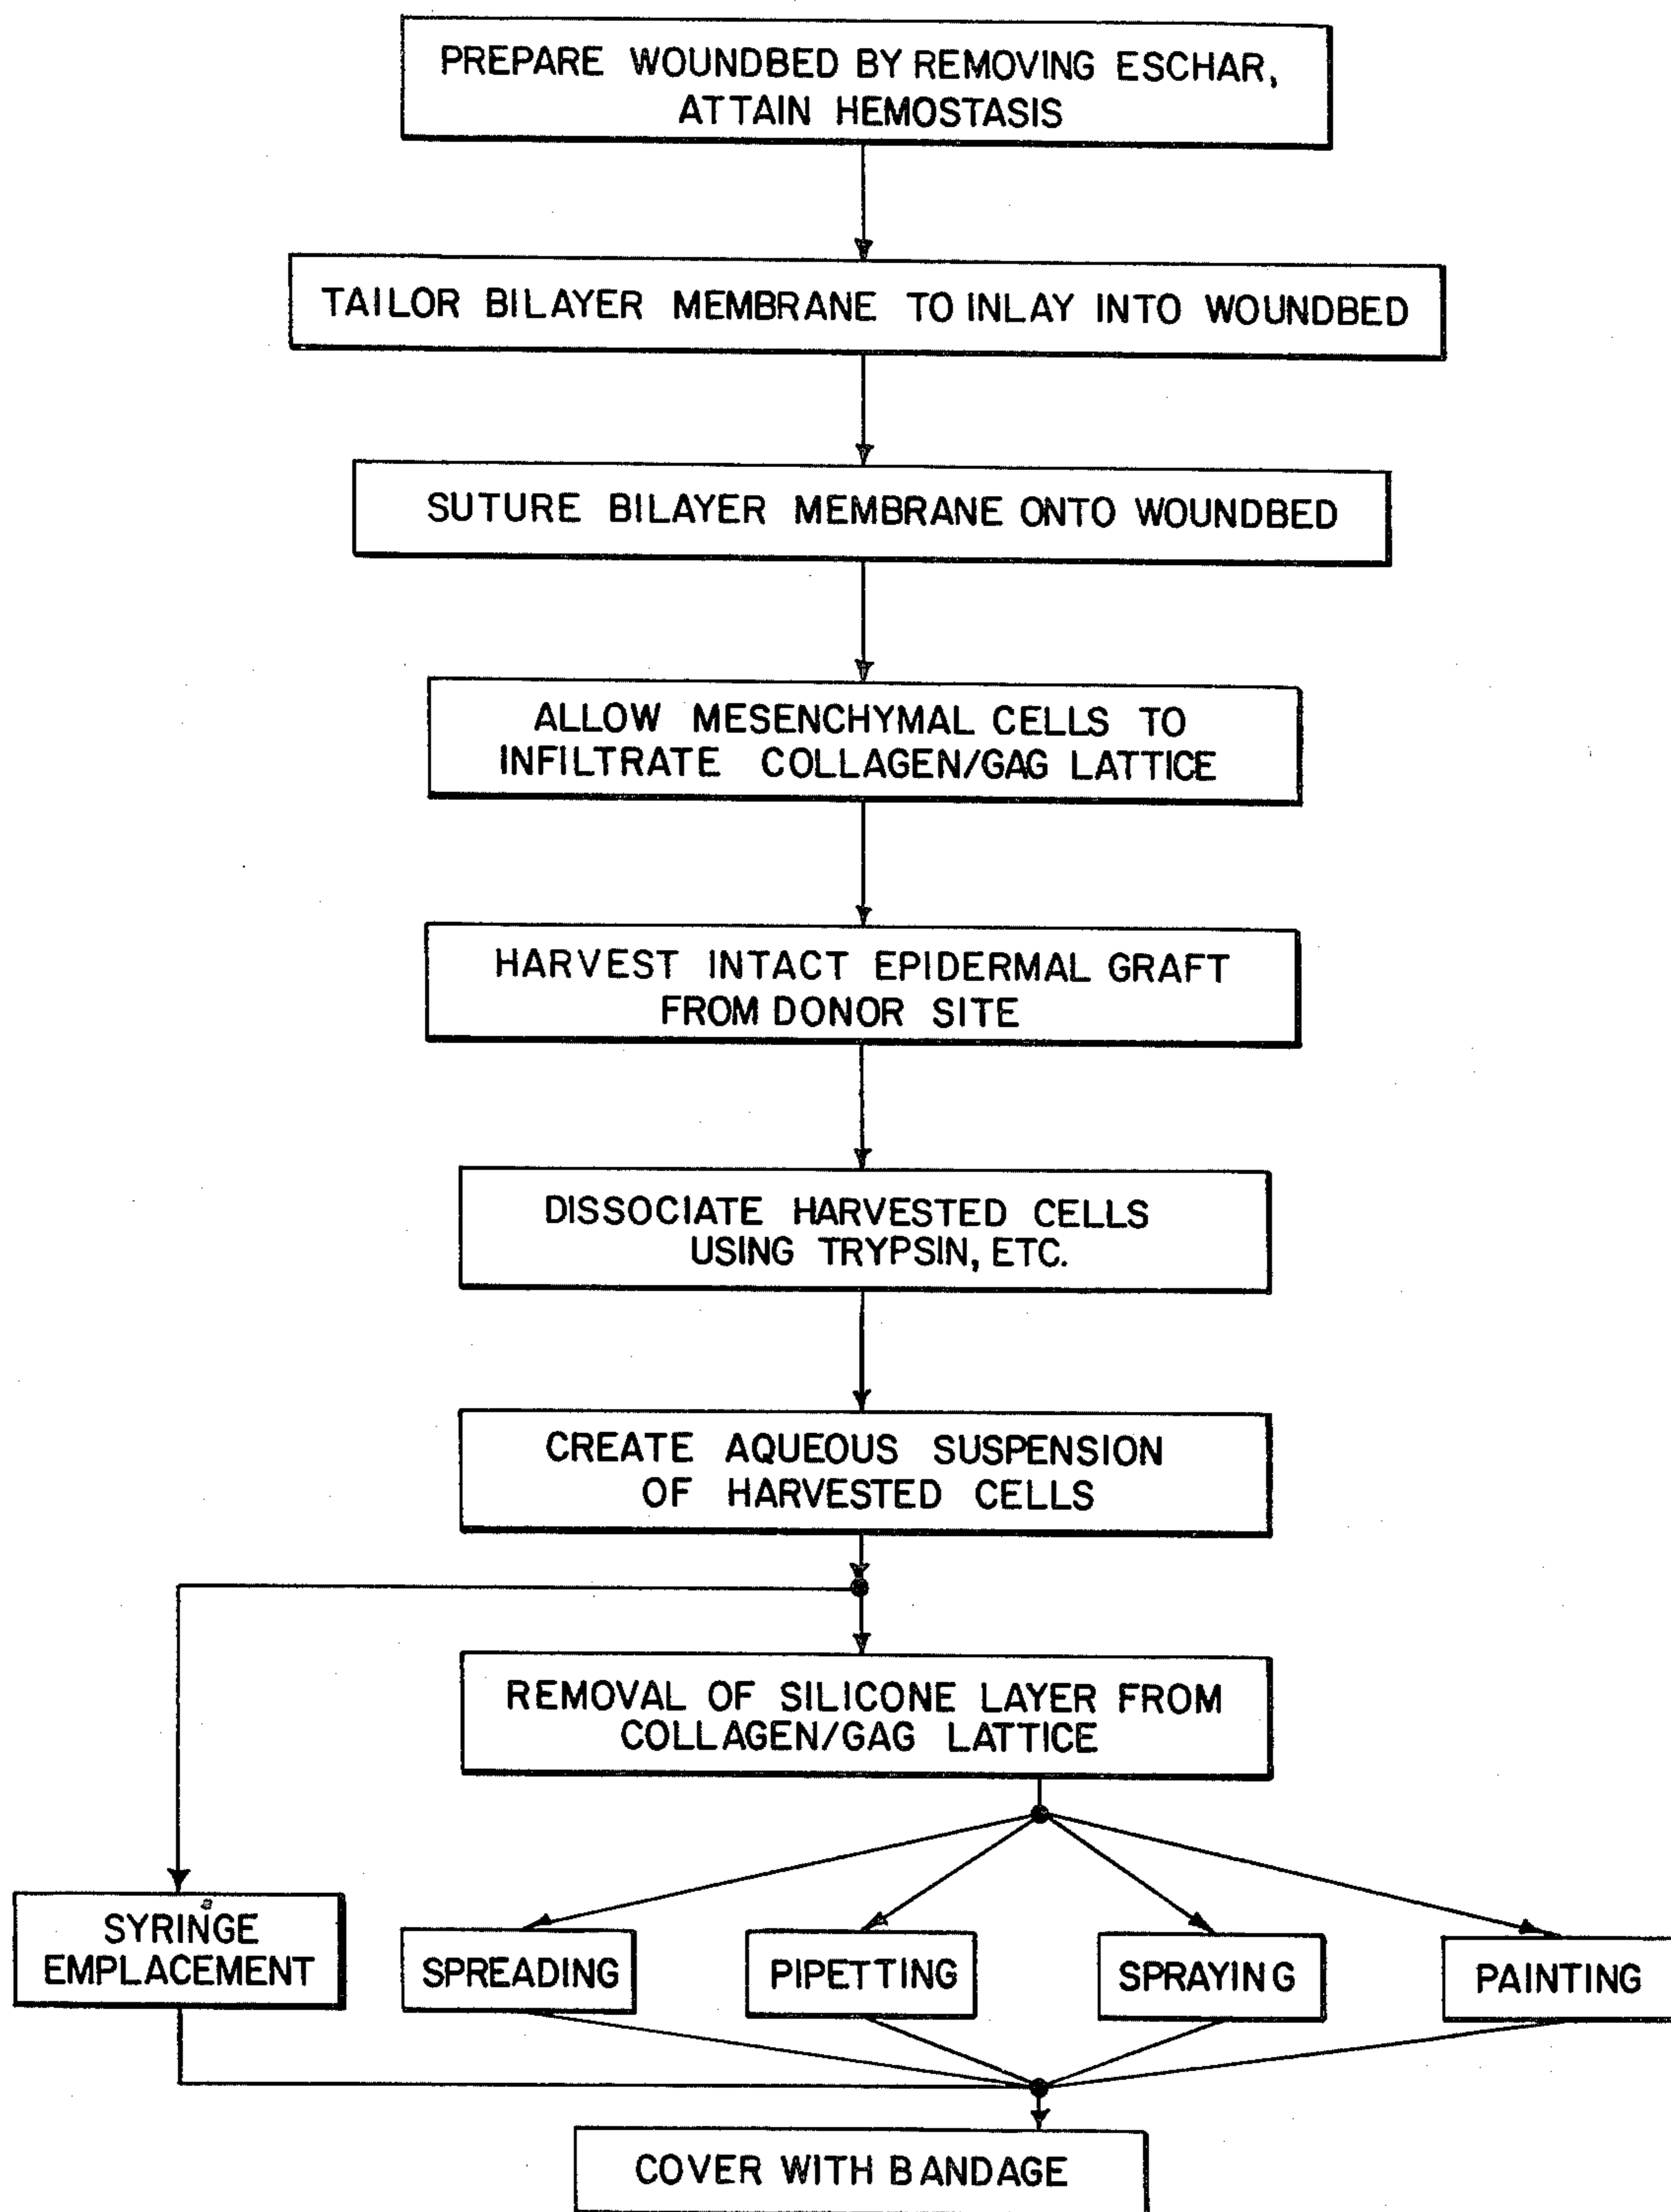 PREPARE WOUNDBED BY REMOVING ESCHAR,
ATTAIN HEMOSTASIS
TAILOR BILAYER MEMBRANE TO INLAY INTO WOUNDBED
SUTURE BILAYER MEMBRANE ONTO WOUNDBED
ALLOW MESENCHYMAL CELLS TO
INFILTRATE COLLAGEN/GAG LATTICE
HARVEST INTACT EPIDERMAL GRAFT
FROM DONOR SITE
DISSOCIATE HARVESTED CELLS
USING TRYPSIN, ETC.
CREATE AQUEOUS SUSPENSION
OF HARVESTED CELLS
REMOVAL OF SILICONE LAYER FROM
COLLAGEN/GAG LATTICE
SYRINGE
EMPLACEMENT
SPREADING
PIPETTING
SPRAYING
PAINTING
COVER WITH BANDAGE